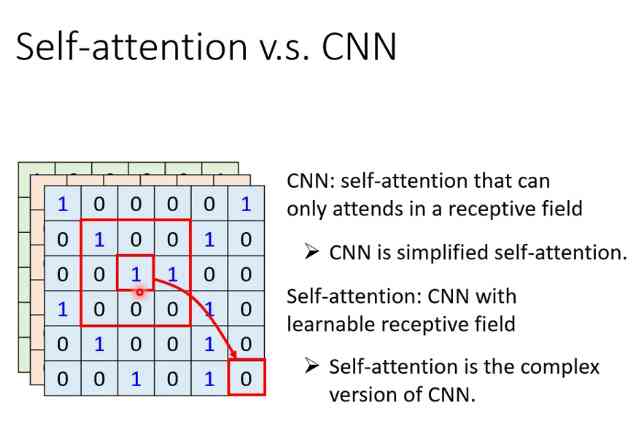 Self-attention v.s. CNN
1 0 0 0 0 1
0 1 0 0 1 0
0 0 1 1 0 0
1 0 0 0 1 0
0 1 0 0 1 0
0 0 1 0 1 0
CNN: self-attention that can
only attends in a receptive field
➢ CNN is simplified self-attention.
Self-attention: CNN with
learnable receptive field
➢ Self-attention is the complex
version of CNN.